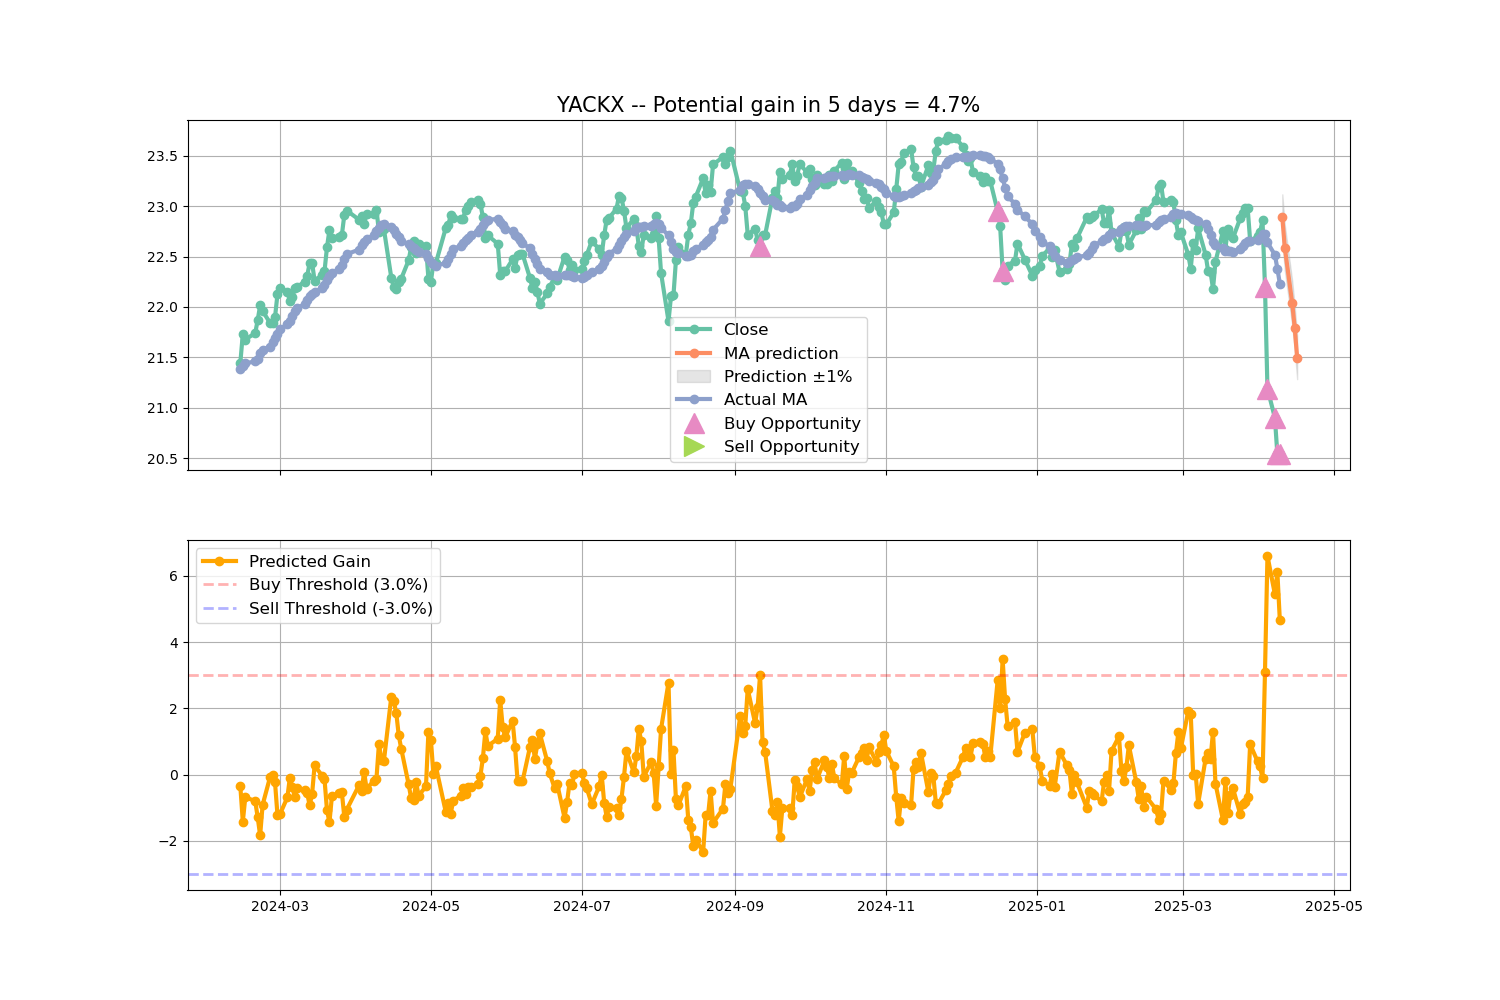 YACKX -- Potential gain in 5 days = 4.7%
23.5
23.0
22.5
22.0
21.5
21.0
20.5
Close
MA prediction
Prediction ±1%
Actual MA
Buy Opportunity
Sell Opportunity
Predicted Gain
Buy Threshold (3.0%)
Sell Threshold (-3.0%)
6
4
2
0
−2
2024-03
2024-05
2024-07
2024-09
2024-11
2025-01
2025-03
2025-05